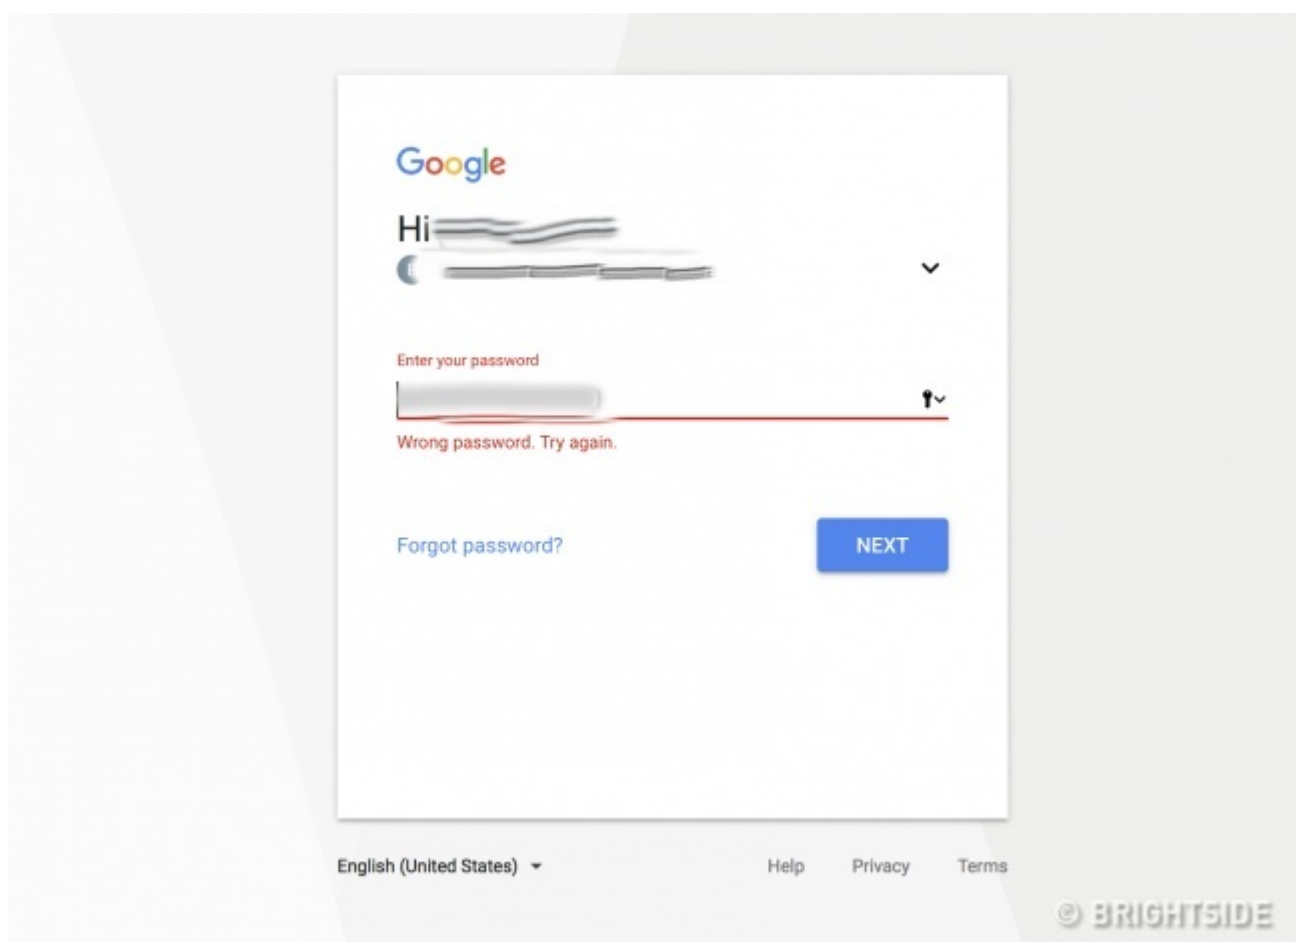 Google
Hi
Enter your password
Wrong password. Try again.
Forgot password?
NEXT
English (United States)
Help Privacy Terms
© BRIGHTSIDE